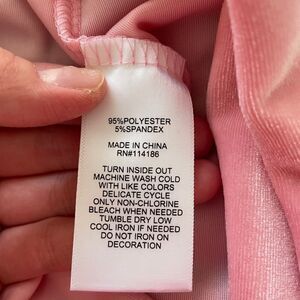 95%POLYESTER
5%SPANDEX
MADE IN CHINA
RN#114186
TURN INSIDE OUT
MACHINE WASH COLD
WITH LIKE COLORS
DELICATE CYCLE
ONLY NON-CHLORINE
BLEACH WHEN NEEDED
TUMBLE DRY LOW
COOL IRON IF NEEDED
DO NOT IRON ON
DECORATION